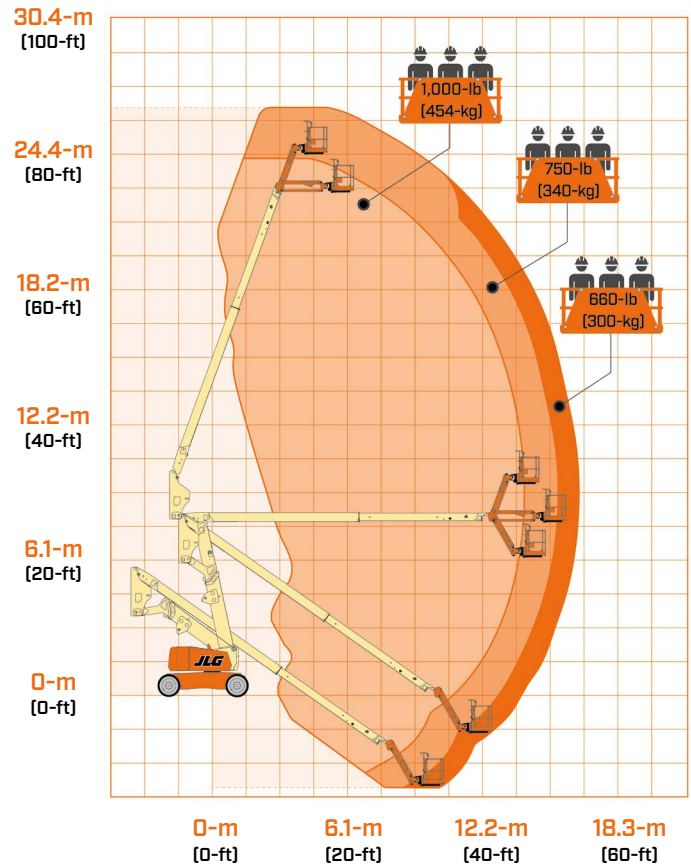 30.4-m
(100-ft)
24.4-m
(80-ft)
18.2-m
(60-ft)
12.2-m
(40-ft)
6.1-m
(20-ft)
0-m
(0-ft)
1,000-lb
(454-kg)
750-lb
(340-kg)
660-lb
(300-kg)
JLG
0-m
(0-ft)
6.1-m
(20-ft)
12.2-m
(40-ft)
18.3-m
(60-ft)